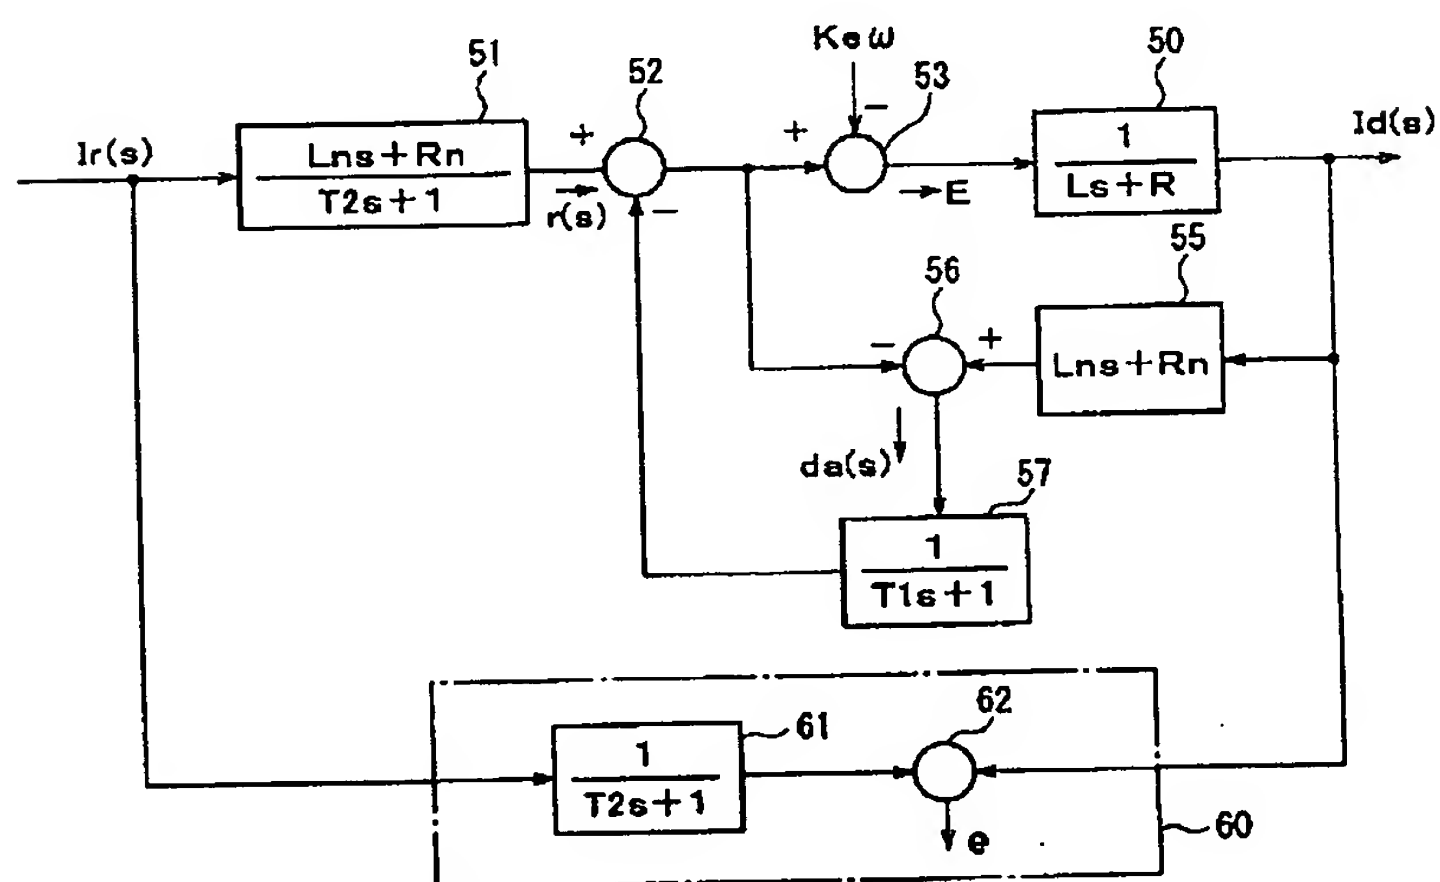 51
52
Keω
53
50
Ir(s)
Lns+Rn
T2s+1
+
r(s)
−
+
−
E
1
Ls+R
Id(s)
56
55
−
+
Lns+Rn
da(s)
57
1
T1s+1
61
62
1
T2s+1
e
60